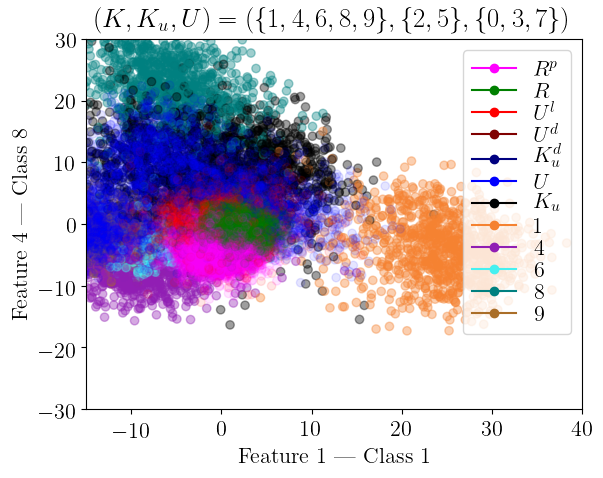 (K, K_u, U) = ({1, 4, 6, 8, 9}, {2, 5}, {0, 3, 7})
Feature 4 — Class 8
30
20
10
0
−10
−20
−30
−10
0
10
20
30
40
Feature 1 — Class 1
R^p
R
U^l
U^d
K_u^d
U
K_u
1
4
6
8
9